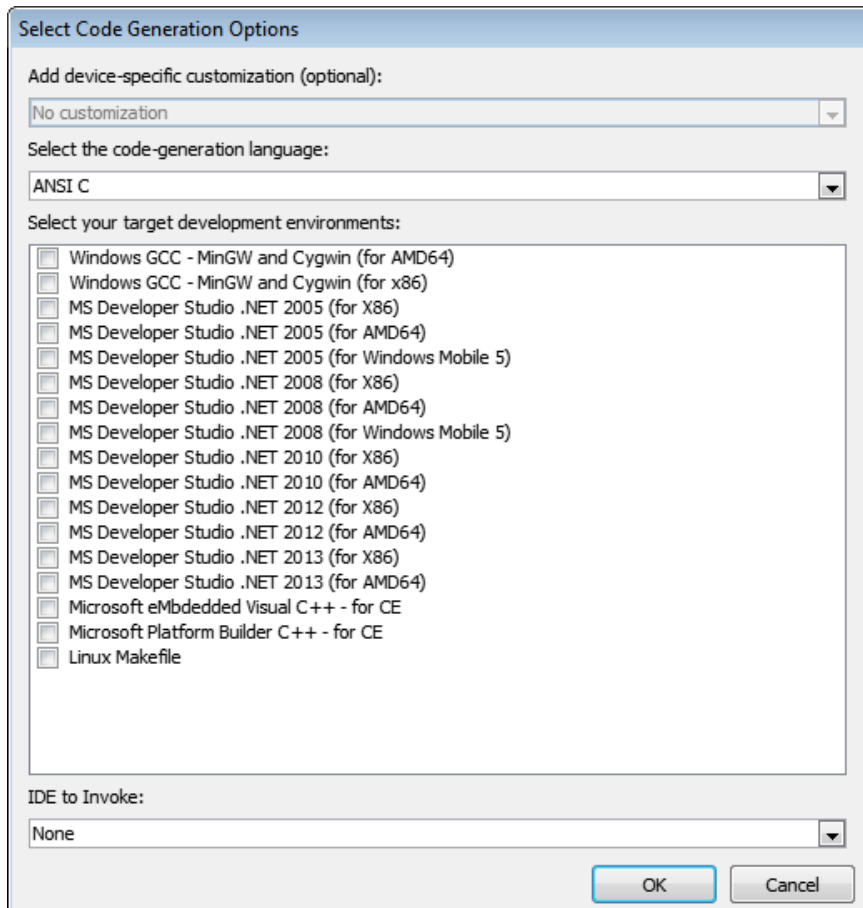 Select Code Generation Options
Add device-specific customization (optional):
No customization
Select the code-generation language:
ANSI C
Select your target development environments:
Windows GCC - MinGW and Cygwin (for AMD64)
Windows GCC - MinGW and Cygwin (for x86)
MS Developer Studio .NET 2005 (for X86)
MS Developer Studio .NET 2005 (for AMD64)
MS Developer Studio .NET 2005 (for Windows Mobile 5)
MS Developer Studio .NET 2008 (for X86)
MS Developer Studio .NET 2008 (for AMD64)
MS Developer Studio .NET 2008 (for Windows Mobile 5)
MS Developer Studio .NET 2010 (for X86)
MS Developer Studio .NET 2010 (for AMD64)
MS Developer Studio .NET 2012 (for X86)
MS Developer Studio .NET 2012 (for AMD64)
MS Developer Studio .NET 2013 (for X86)
MS Developer Studio .NET 2013 (for AMD64)
Microsoft eMbdedded Visual C++ - for CE
Microsoft Platform Builder C++ - for CE
Linux Makefile
IDE to Invoke:
None
OK Cancel